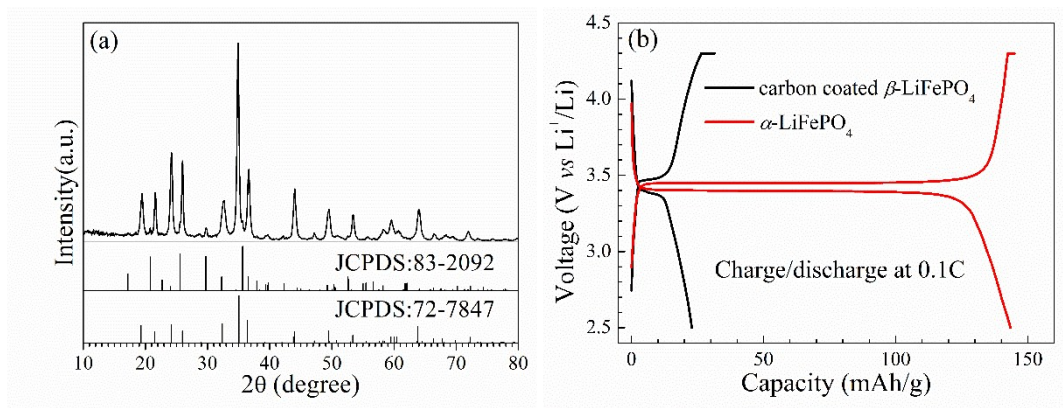 (a)
Intensity(a.u.)
JCPDS:83-2092
JCPDS:72-7847
10 20 30 40 50 60 70 80
2θ (degree)
(b)
4.5
4.0
3.5
3.0
2.5
Voltage (V vs Li⁺/Li)
carbon coated β-LiFePO₄
α-LiFePO₄
Charge/discharge at 0.1C
0 50 100 150
Capacity (mAh/g)